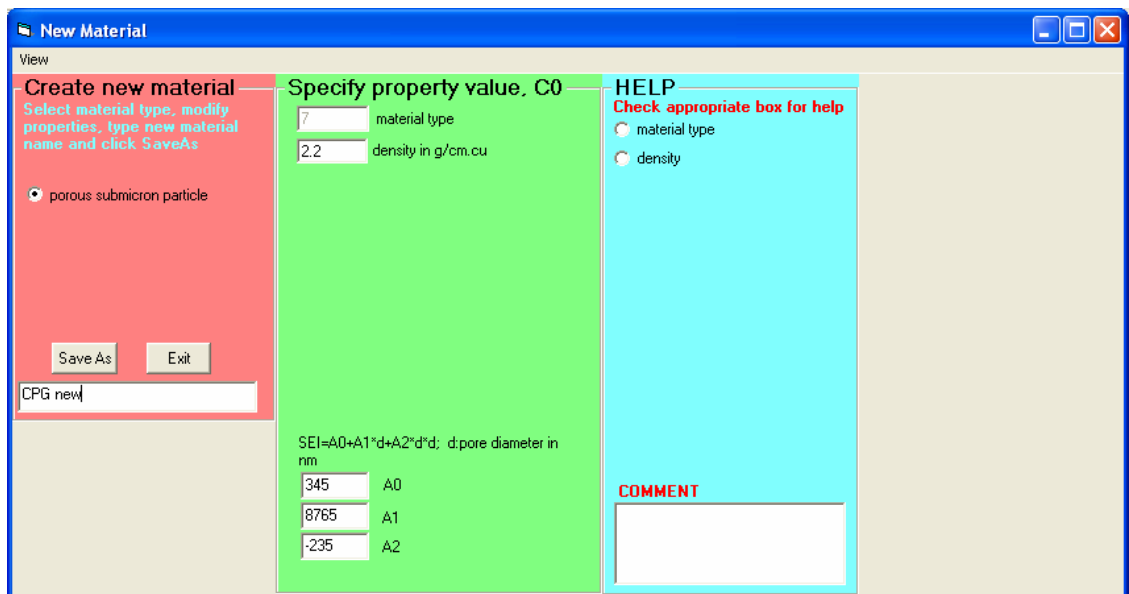 New Material
View
Create new material
Select material type, modify
properties, type new material
name and click SaveAs
porous submicron particle
Save As
Exit
CPG new
Specify property value, C0
7
material type
2.2
density in g/cm.cu
SEI=A0+A1*d+A2*d*d; d:pore diameter in
nm
345
A0
8765
A1
-235
A2
HELP
Check appropriate box for help
material type
density
COMMENT